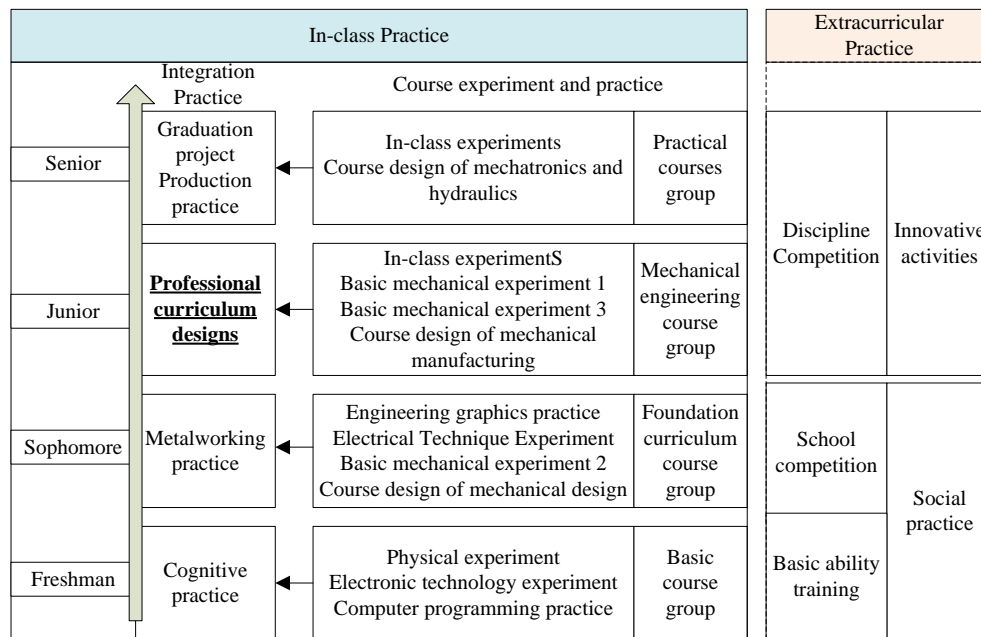 In-class Practice
Extracurricular
Practice
Integration
Practice
Course experiment and practice
Senior
Graduation
project
Production
practice
In-class experiments
Course design of mechatronics and
hydraulics
Practical
courses
group
Discipline
Competition
Innovative
activities
Junior
Professional
curriculum
designs
In-class experimentS
Basic mechanical experiment 1
Basic mechanical experiment 3
Course design of mechanical
manufacturing
Mechanical
engineering
course
group
Sophomore
Metalworking
practice
Engineering graphics practice
Electrical Technique Experiment
Basic mechanical experiment 2
Course design of mechanical design
Foundation
curriculum
course
group
School
competition
Social
practice
Freshman
Cognitive
practice
Physical experiment
Electronic technology experiment
Computer programming practice
Basic
course
group
Basic ability
training